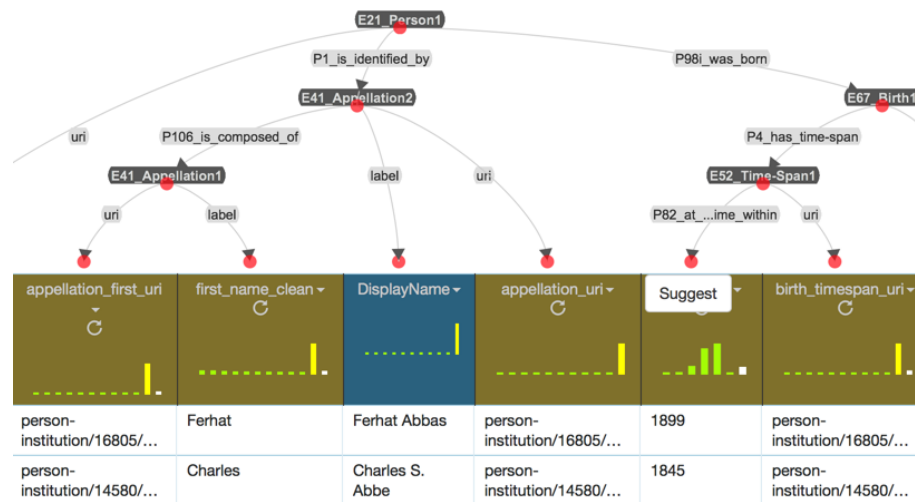 E21_Person1
P1_is_identified_by
P98i_was_born
E41_Appellation2
E67_Birth1
uri
P106_is_composed_of
P4_has_time-span
E41_Appellation1
label
uri
E52_Time-Span1
uri
label
P82_at_...ime_within
uri
appellation_first_uri
first_name_clean
DisplayName
appellation_uri
Suggest
birth_timespan_uri
person-
institution/16805/...
Ferhat
Ferhat Abbas
person-
institution/16805/...
1899
person-
institution/16805/...
person-
institution/14580/...
Charles
Charles S.
Abbe
person-
institution/14580/...
1845
person-
institution/14580/...